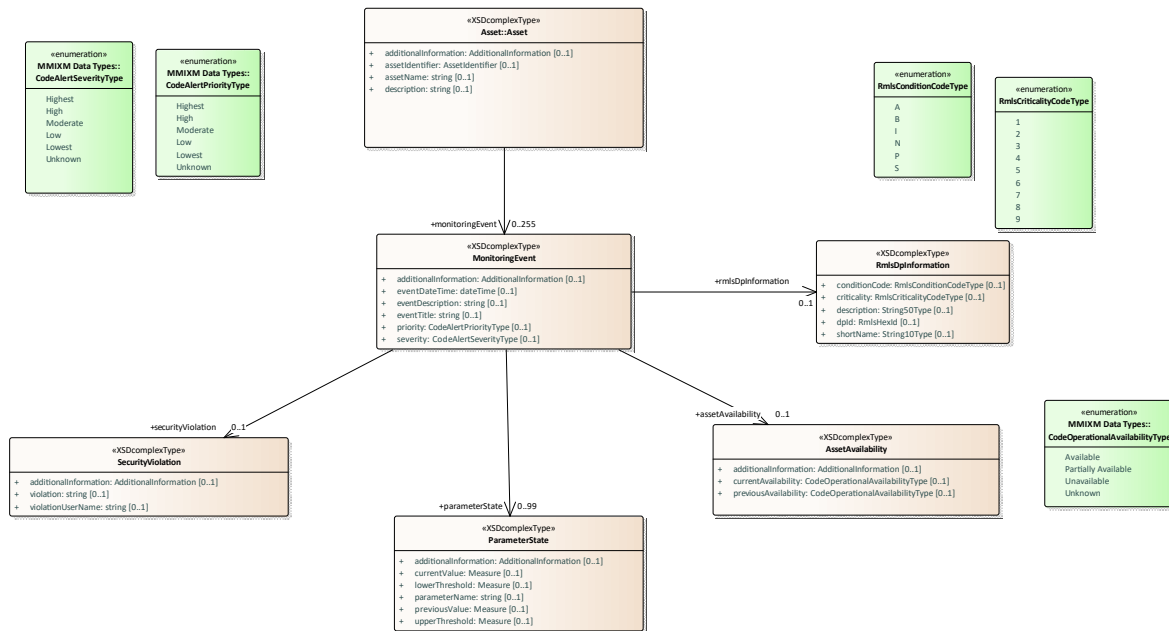 «XSDcomplexType»
Asset::Asset
+ additionalInformation: AdditionalInformation [0..1]
+ assetIdentifier: AssetIdentifier [0..1]
+ assetName: string [0..1]
+ description: string [0..1]
«enumeration»
MMIXM Data Types::
CodeAlertSeverityType
Highest
High
Moderate
Low
Lowest
Unknown
«enumeration»
MMIXM Data Types::
CodeAlertPriorityType
Highest
High
Moderate
Low
Lowest
Unknown
«enumeration»
RmlsConditionCodeType
A
B
I
N
P
S
«enumeration»
RmlsCriticalityCodeType
1
2
3
4
5
6
7
8
9
+monitoringEvent 0..255
«XSDcomplexType»
MonitoringEvent
+ additionalInformation: AdditionalInformation [0..1]
+ eventDateTime: dateTime [0..1]
+ eventDescription: string [0..1]
+ eventTitle: string [0..1]
+ priority: CodeAlertPriorityType [0..1]
+ severity: CodeAlertSeverityType [0..1]
+rmlsDpInformation
0..1
«XSDcomplexType»
RmlsDpInformation
+ conditionCode: RmlsConditionCodeType [0..1]
+ criticality: RmlsCriticalityCodeType [0..1]
+ description: String50Type [0..1]
+ dpId: RmlsHexId [0..1]
+ shortName: String10Type [0..1]
+securityViolation 0..1
«XSDcomplexType»
SecurityViolation
+ additionalInformation: AdditionalInformation [0..1]
+ violation: string [0..1]
+ violationUserName: string [0..1]
+assetAvailability 0..1
«XSDcomplexType»
AssetAvailability
+ additionalInformation: AdditionalInformation [0..1]
+ currentAvailability: CodeOperationalAvailabilityType [0..1]
+ previousAvailability: CodeOperationalAvailabilityType [0..1]
«enumeration»
MMIXM Data Types::
CodeOperationalAvailabilityType
Available
Partially Available
Unavailable
Unknown
+parameterState 0..99
«XSDcomplexType»
ParameterState
+ additionalInformation: AdditionalInformation [0..1]
+ currentValue: Measure [0..1]
+ lowerThreshold: Measure [0..1]
+ parameterName: string [0..1]
+ previousValue: Measure [0..1]
+ upperThreshold: Measure [0..1]